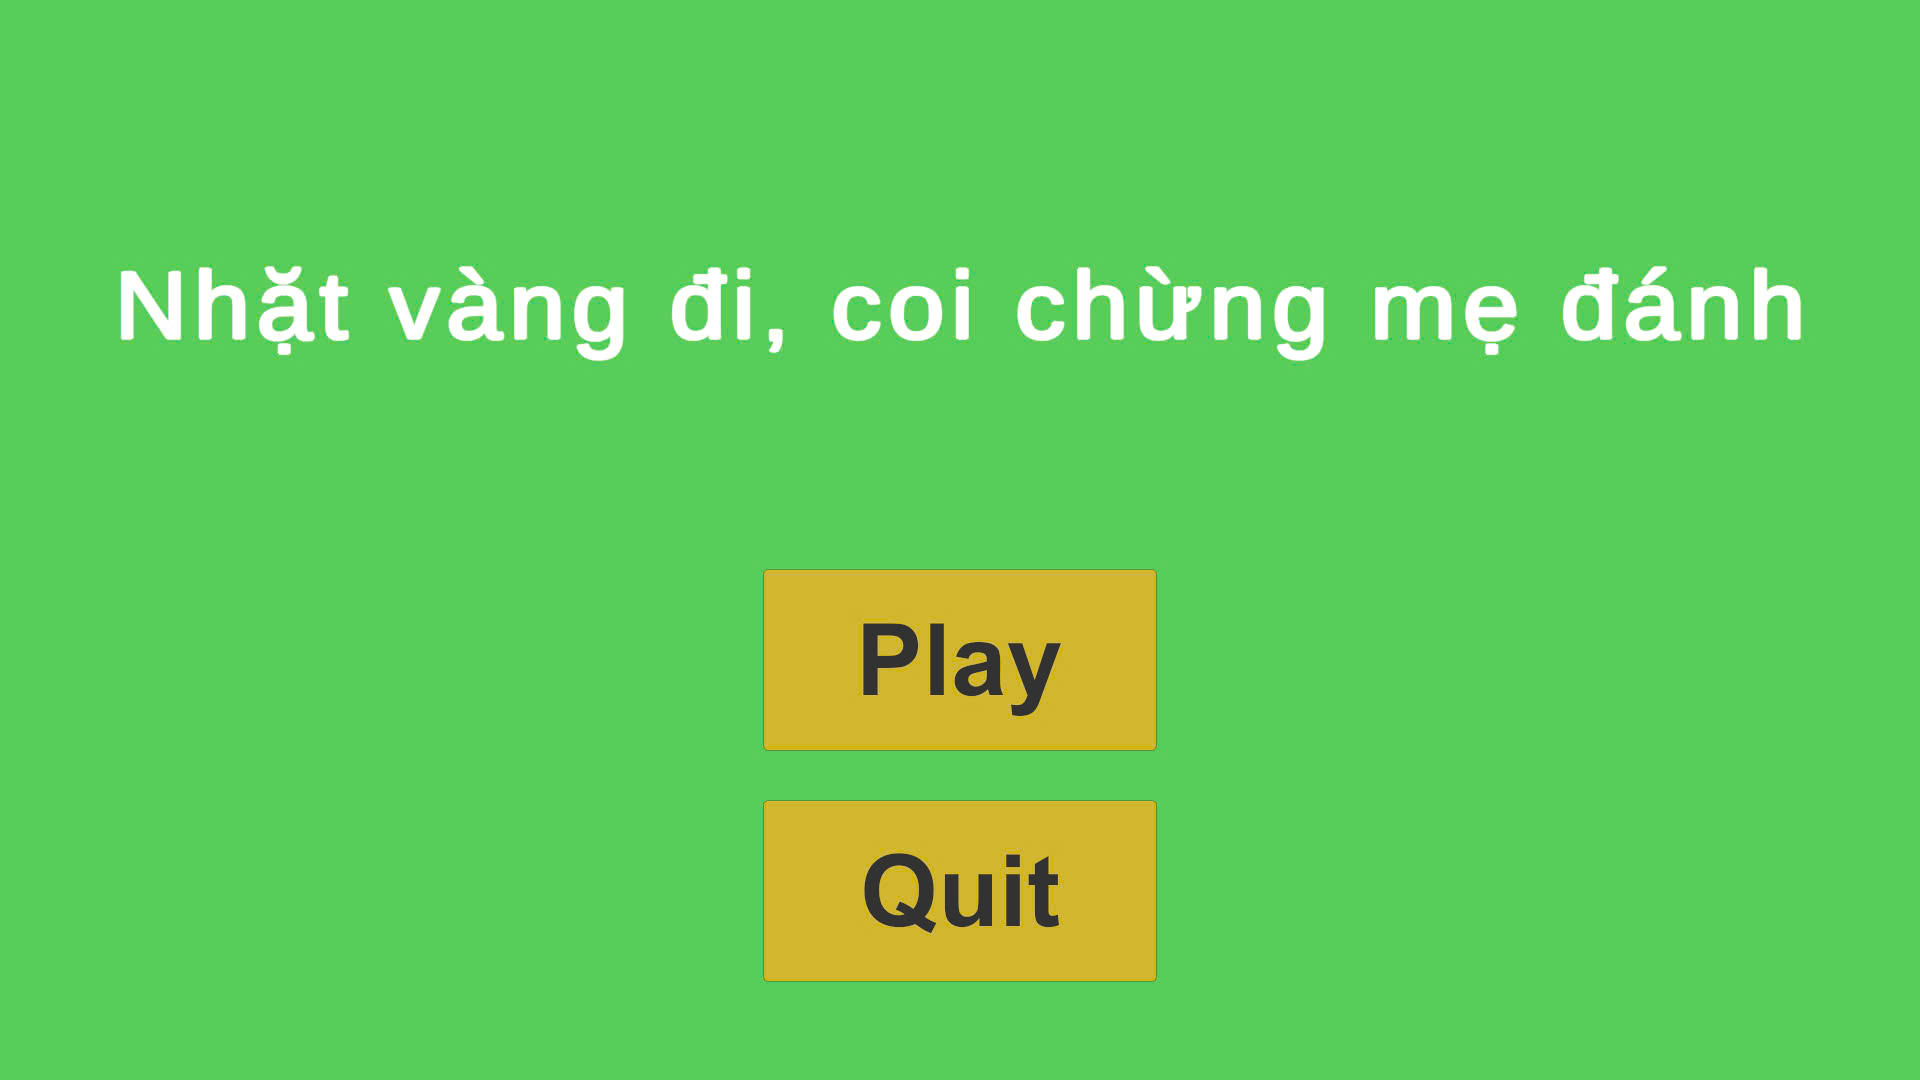 Nhặt vàng đi, coi chừng mẹ đánh
Play
Quit